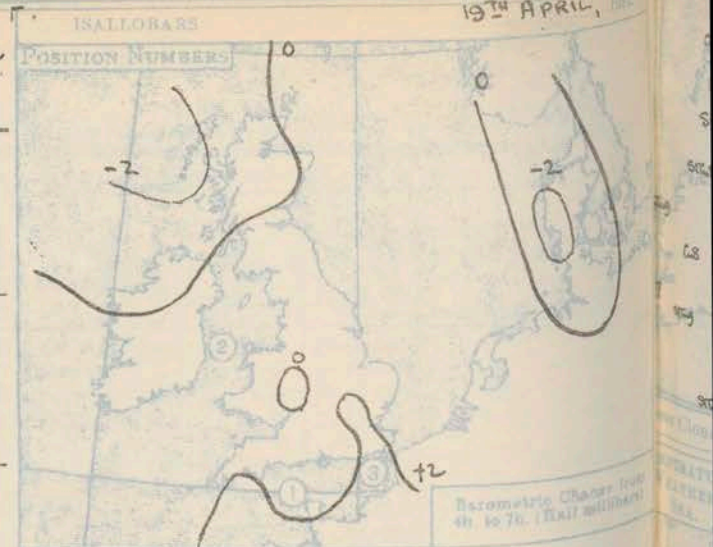 ISALLOBARS
19TH APRIL,
POSITION NUMBERS
0
0
-2
-2
2
0
3
+2
1
Barometric Change from
4h. to 7h. (Half millibars)